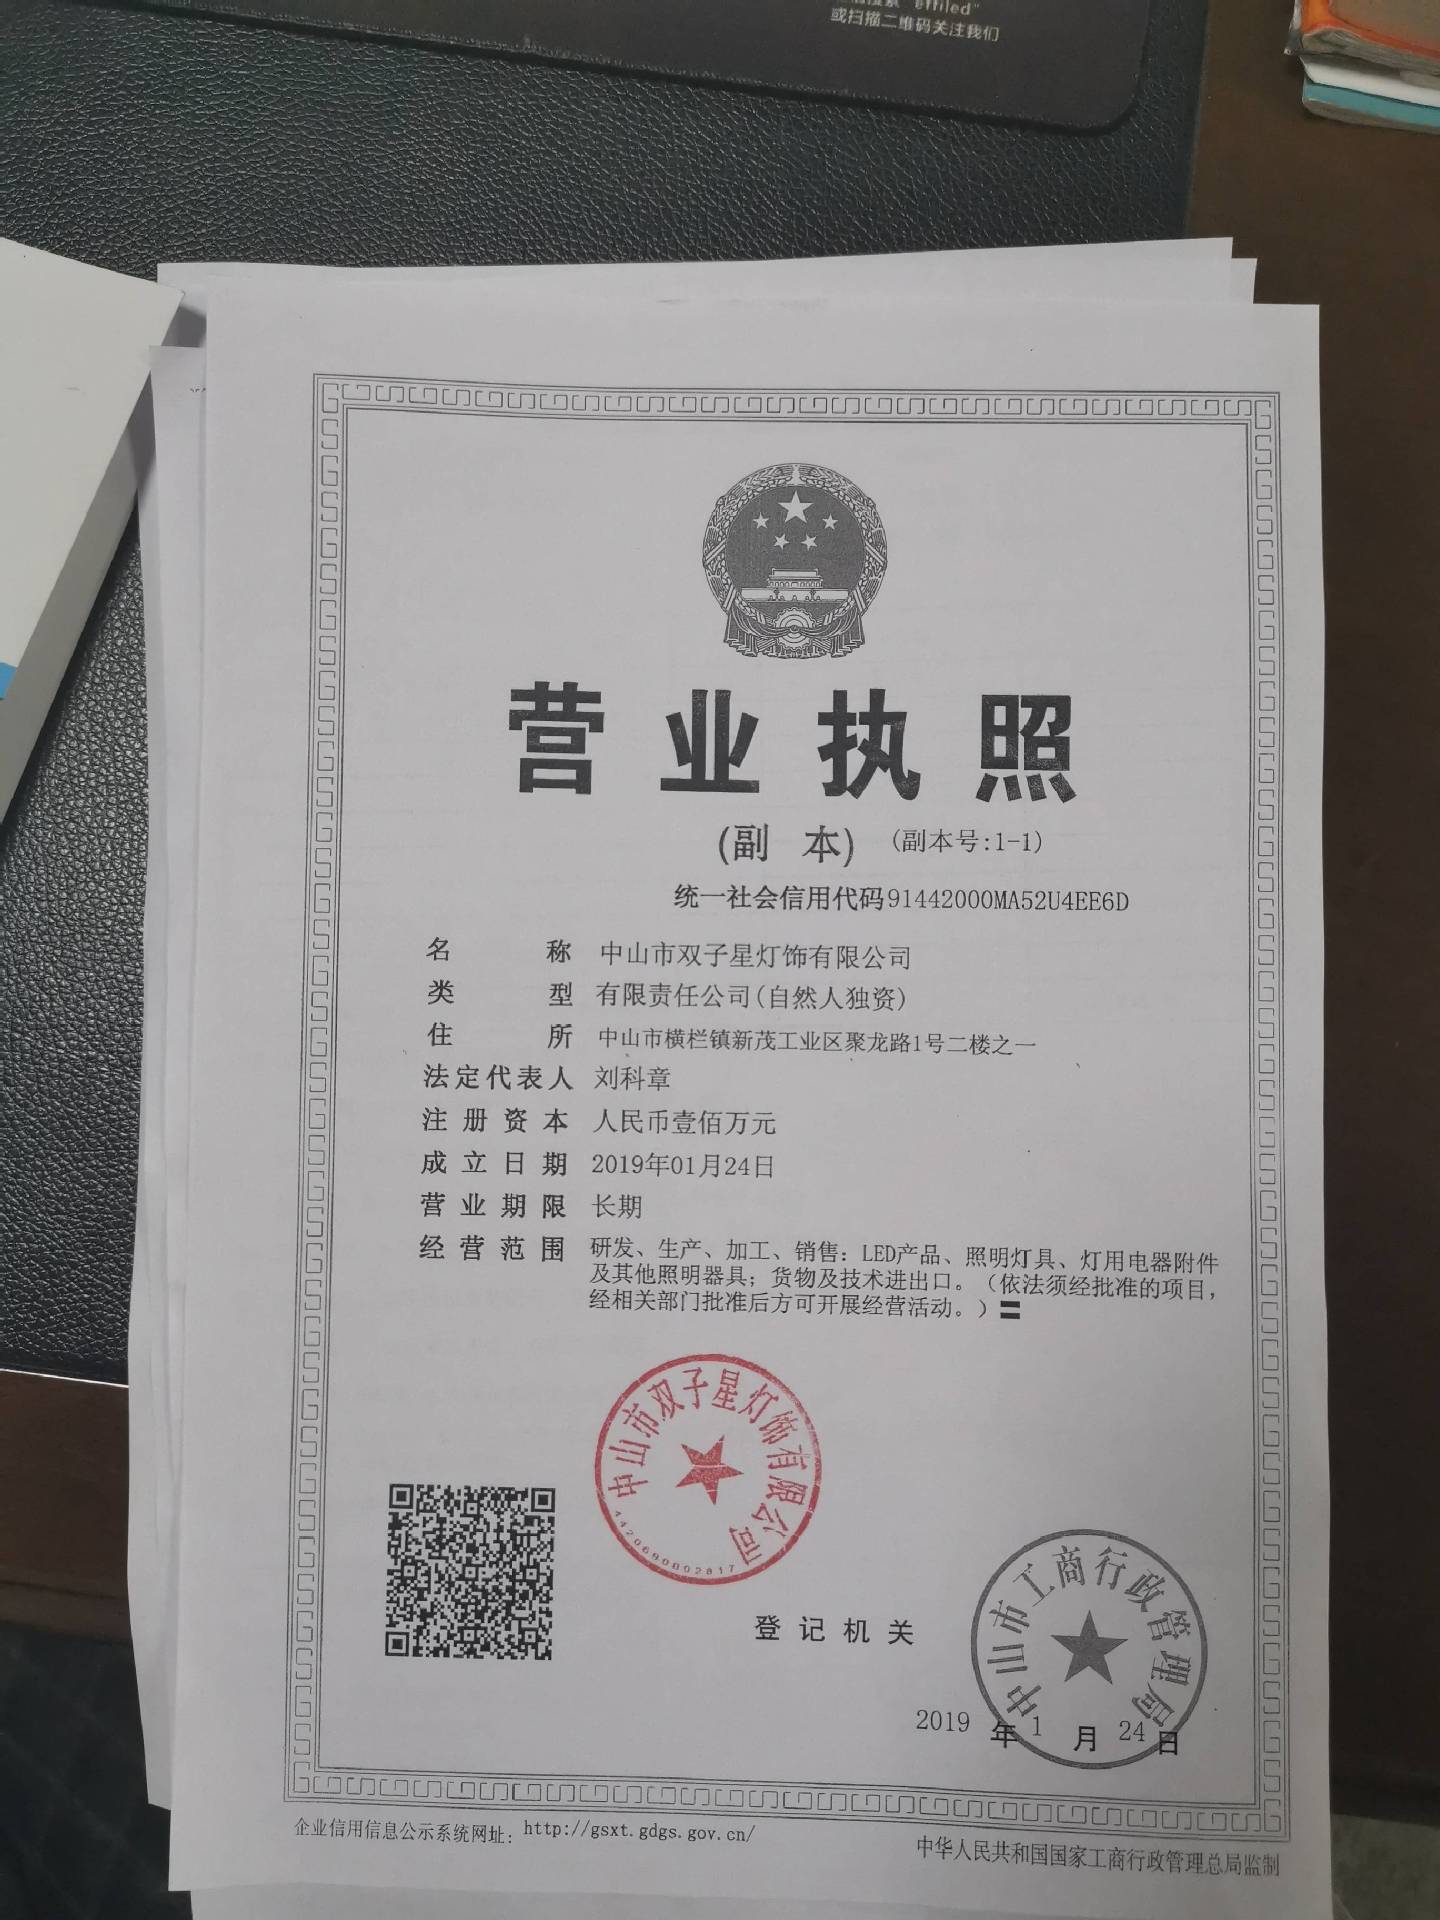 "effiled"
或扫描二维码关注我们
营业执照
(副 本) (副本号:1-1)
统一社会信用代码91442000MA52U4EE6D
名称 中山市双子星灯饰有限公司
类型 有限责任公司(自然人独资)
住所 中山市横栏镇新茂工业区聚龙路1号二楼之一
法定代表人 刘科章
注册资本 人民币壹佰万元
成立日期 2019年01月24日
营业期限 长期
经营范围 研发、生产、加工、销售：LED产品、照明灯具、灯用电器附件
及其他照明器具；货物及技术进出口。（依法须经批准的项目，
经相关部门批准后方可开展经营活动。）〓
中山市双子星灯饰有限公司
4420680802817
登记机关
中山市工商行政管理局
2019 年 1 月 24 日
企业信用信息公示系统网址： http://gsxt.gdgs.gov.cn/
中华人民共和国国家工商行政管理总局监制